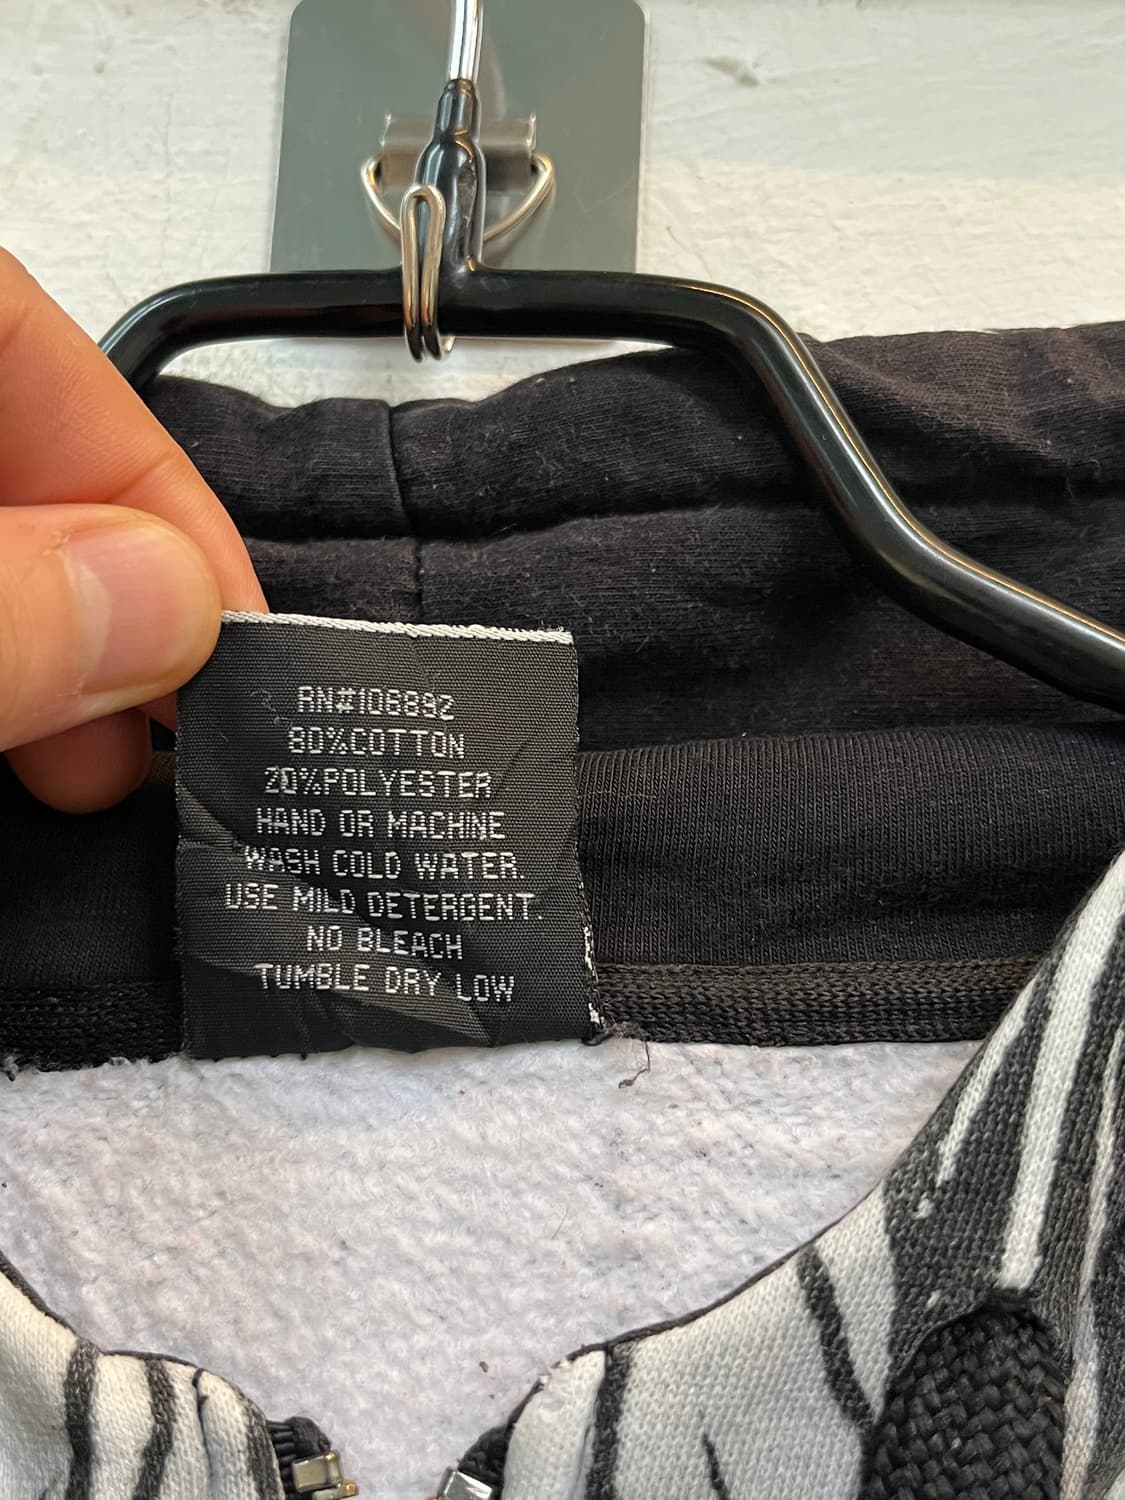 RN#106882
80%COTTON
20%POLYESTER
HAND OR MACHINE
WASH COLD WATER.
USE MILD DETERGENT.
NO BLEACH
TUMBLE DRY LOW